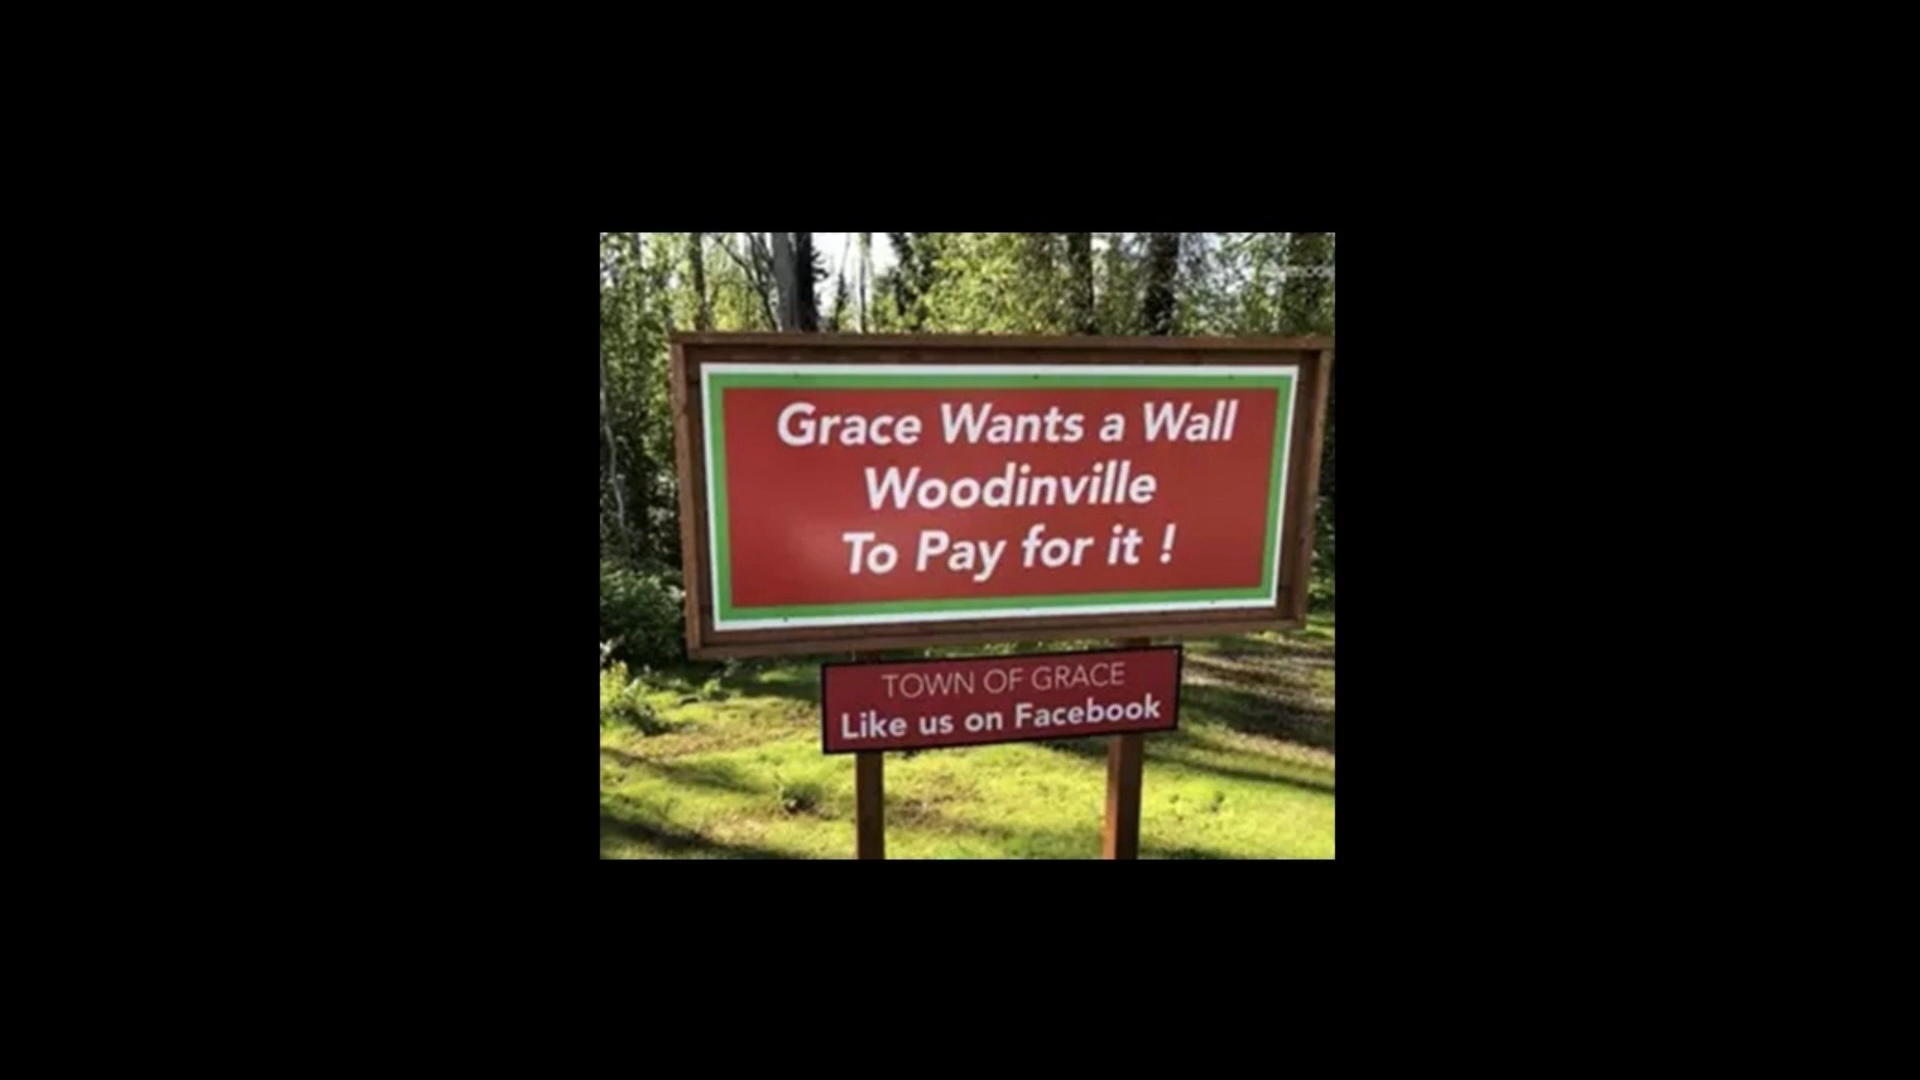 Grace Wants a Wall
Woodinville
To Pay for it !
TOWN OF GRACE
Like us on Facebook